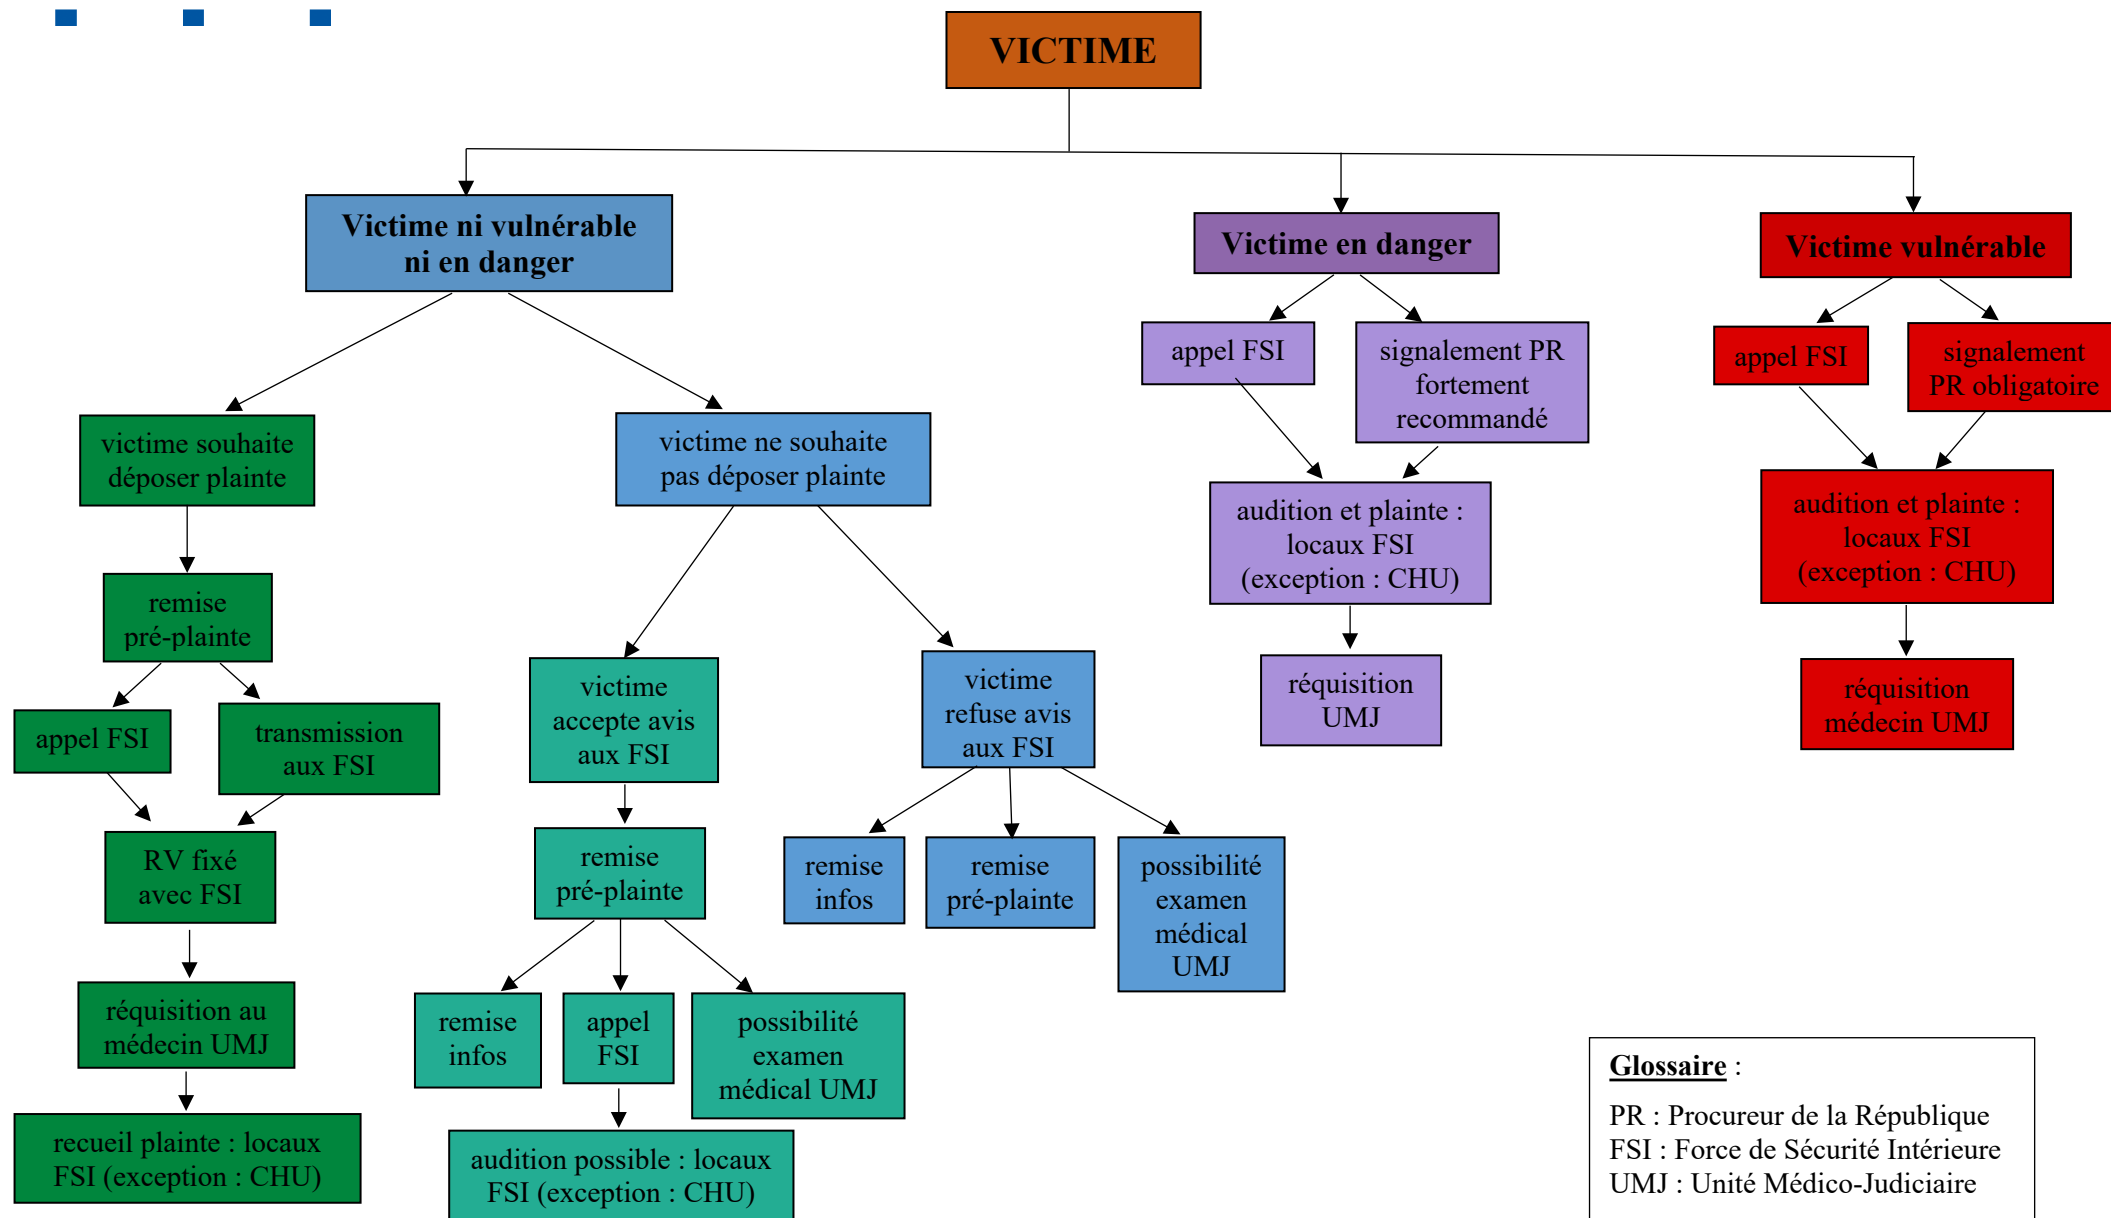 VICTIME
Victime ni vulnérable
ni en danger
Victime en danger
Victime vulnérable
appel FSI
signalement PR
fortement
recommandé
appel FSI
signalement
PR obligatoire
victime souhaite
déposer plainte
victime ne souhaite
pas déposer plainte
audition et plainte :
locaux FSI
(exception : CHU)
audition et plainte :
locaux FSI
(exception : CHU)
remise
pré-plainte
victime
accepte avis
aux FSI
victime
refuse avis
aux FSI
réquisition
UMJ
réquisition
médecin UMJ
appel FSI
transmission
aux FSI
RV fixé
avec FSI
remise
pré-plainte
remise
infos
remise
pré-plainte
possibilité
examen
médical
UMJ
réquisition au
médecin UMJ
remise
infos
appel
FSI
possibilité
examen
médical UMJ
recueil plainte : locaux
FSI (exception : CHU)
audition possible : locaux
FSI (exception : CHU)
Glossaire :
PR : Procureur de la République
FSI : Force de Sécurité Intérieure
UMJ : Unité Médico-Judiciaire